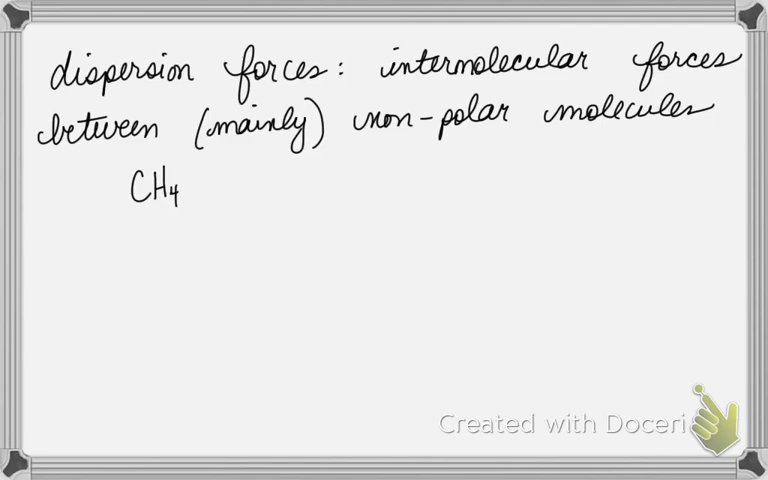 dispersion forces: intermolecular forces
between (mainly) non-polar molecules
CH₄
Created with Doceri